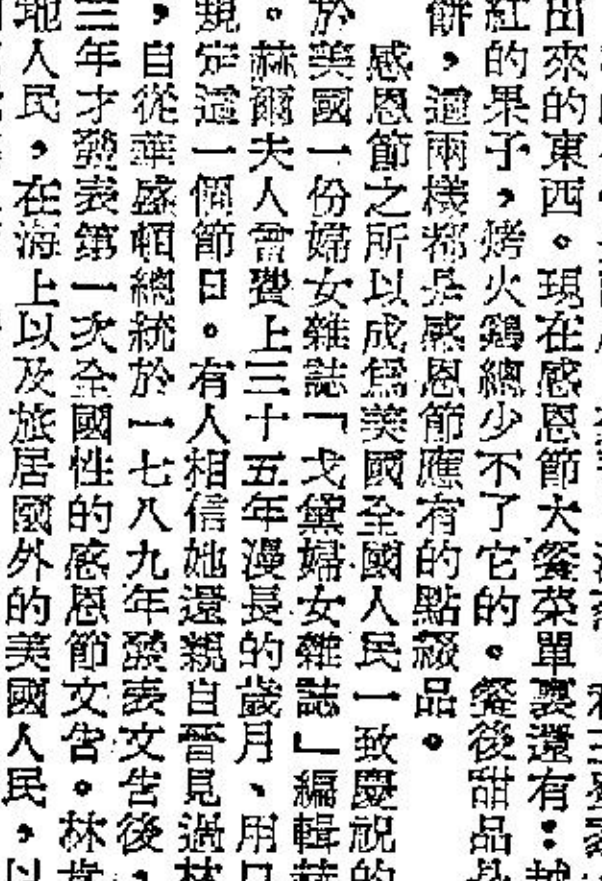 出來的東西。現在感恩節大餐菜單裏還有：越
紅的果子，烤火鷄總少不了它的。餐後甜品是
餅，這兩樣都是感恩節應有的點綴品。
感恩節之所以成爲美國全國人民一致慶祝的
於美國一份婦女雜誌「戈黛婦女雜誌」編輯赫
。赫爾夫人曾費上三十五年漫長的歲月、用口
規定這一個節日。有人相信她還親自晉見過林
，自從華盛頓總統於一七八九年發表文告後，
三年才發表第一次全國性的感恩節文告。林肯
地人民，在海上以及旅居國外的美國人民，以